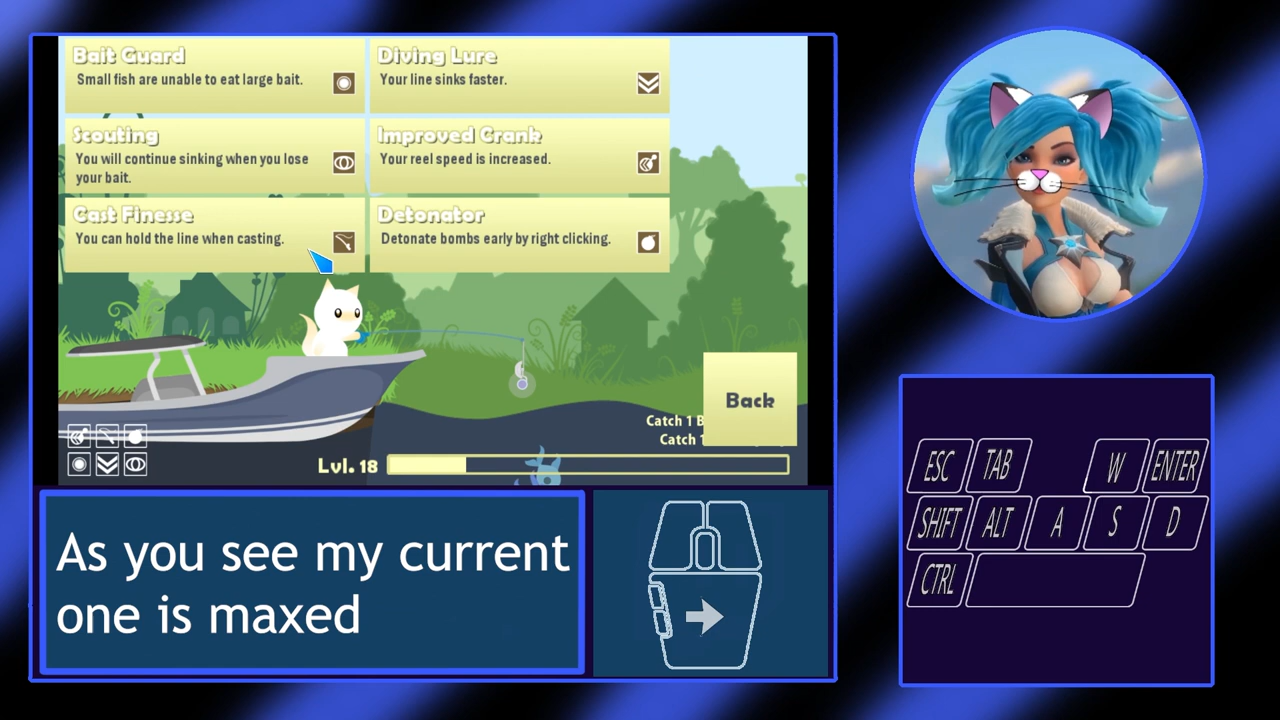 Bait Guard
Small fish are unable to eat large bait.
Diving Lure
Your line sinks faster.
Scouting
You will continue sinking when you lose
your bait.
Improved Crank
Your reel speed is increased.
Cast Finesse
You can hold the line when casting.
Detonator
Detonate bombs early by right clicking.
Back
Catch 1 B
Catch 1
Lvl. 18
As you see my current
one is maxed
ESC
TAB
W
ENTER
SHIFT
ALT
A
S
D
CTRL